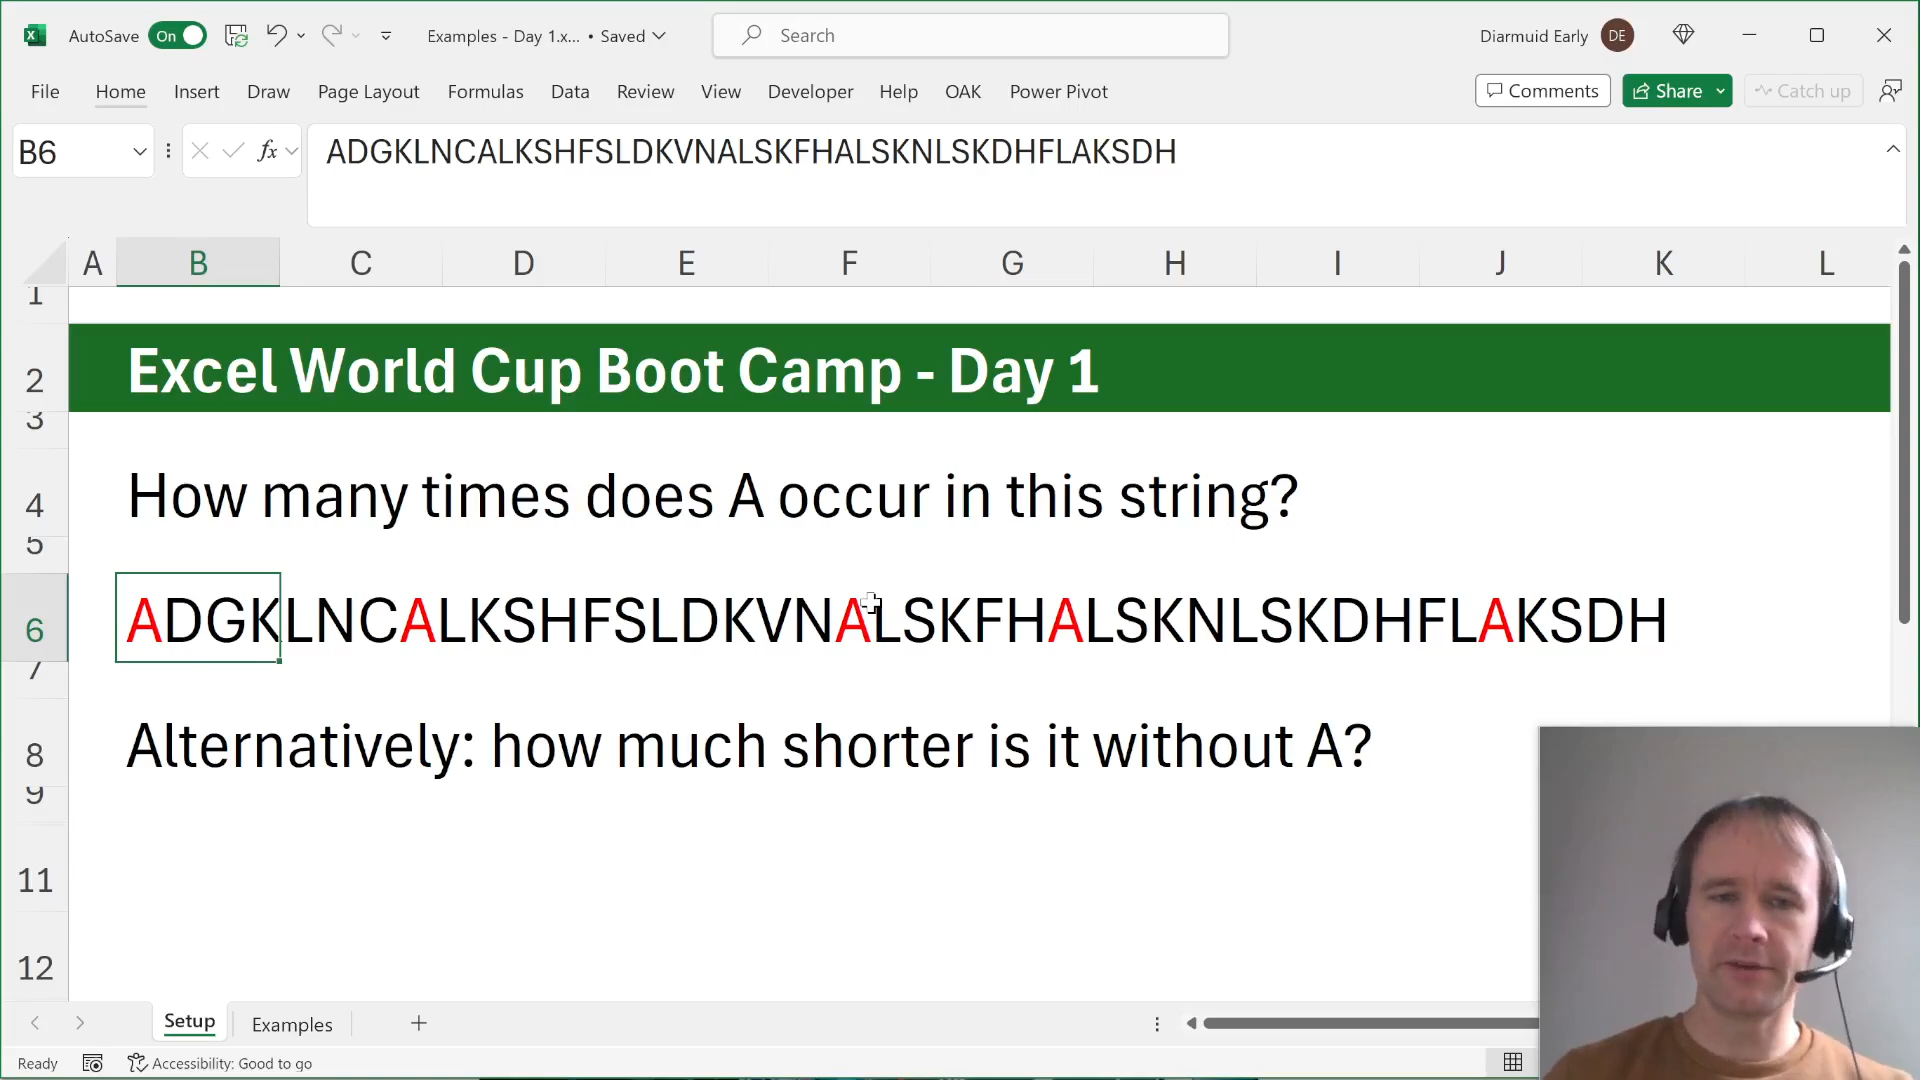 AutoSave On Examples - Day 1.x... • Saved Search Diarmuid Early DE
File Home Insert Draw Page Layout Formulas Data Review View Developer Help OAK Power Pivot Comments Share Catch up
B6 fx ADGKLNCALKSHFSLDKVNALSKFHALSKNLSKDHFLAKSDH
A B C D E F G H I J K L
1
2 Excel World Cup Boot Camp - Day 1
3
4 How many times does A occur in this string?
5
6 ADGKLNCALKSHFSLDKVNALSKFHALSKNLSKDHFLAKSDH
7
8 Alternatively: how much shorter is it without A?
9
11
12
Setup Examples
Ready Accessibility: Good to go